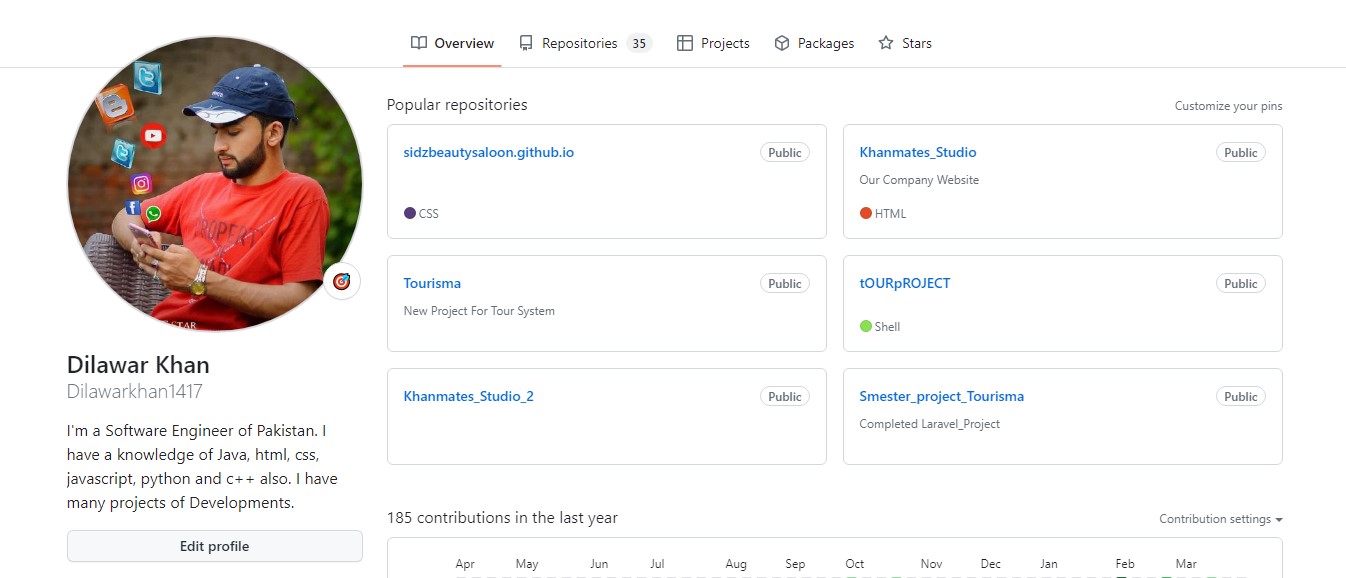 Overview
Repositories 35
Projects
Packages
Stars
Popular repositories
Customize your pins
sidzbeautysaloon.github.io
Public
CSS
Khanmates_Studio
Public
Our Company Website
HTML
Tourisma
Public
New Project For Tour System
tOURpROJECT
Public
Shell
Khanmates_Studio_2
Public
Smester_project_Tourisma
Public
Completed Laravel_Project
PROPERTY
STAR
Dilawar Khan
Dilawarkhan1417
I'm a Software Engineer of Pakistan. I
have a knowledge of Java, html, css,
javascript, python and c++ also. I have
many projects of Developments.
Edit profile
185 contributions in the last year
Contribution settings
Apr May Jun Jul Aug Sep Oct Nov Dec Jan Feb Mar